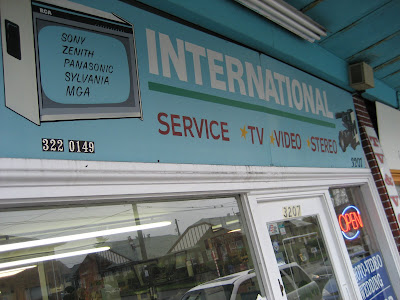 RCA
SONY
ZENITH
PANASONIC
SYLVANIA
MGA
322 0149
INTERNATIONAL
SERVICE ★TV ★VIDEO ★STEREO
3207
3207
OPEN